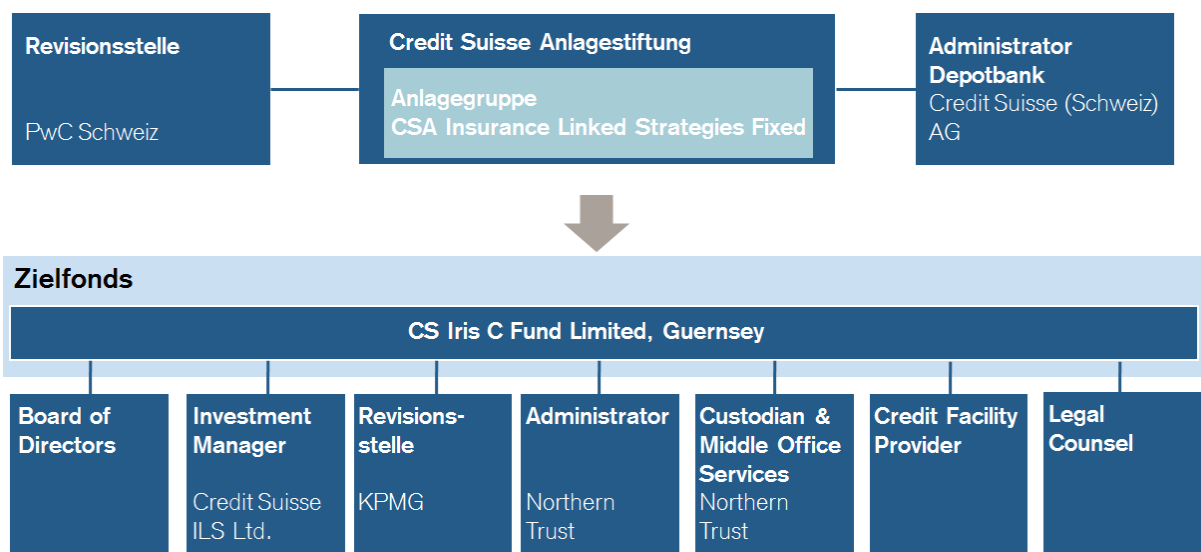 Revisionsstelle
PwC Schweiz
Credit Suisse Anlagestiftung
Anlagegruppe
CSA Insurance Linked Strategies Fixed
Administrator
Depotbank
Credit Suisse (Schweiz)
AG
Zielfonds
CS Iris C Fund Limited, Guernsey
Board of
Directors
Investment
Manager
Credit Suisse
ILS Ltd.
Revisions-
stelle
KPMG
Administrator
Northern
Trust
Custodian &
Middle Office
Services
Northern
Trust
Credit Facility
Provider
Legal
Counsel